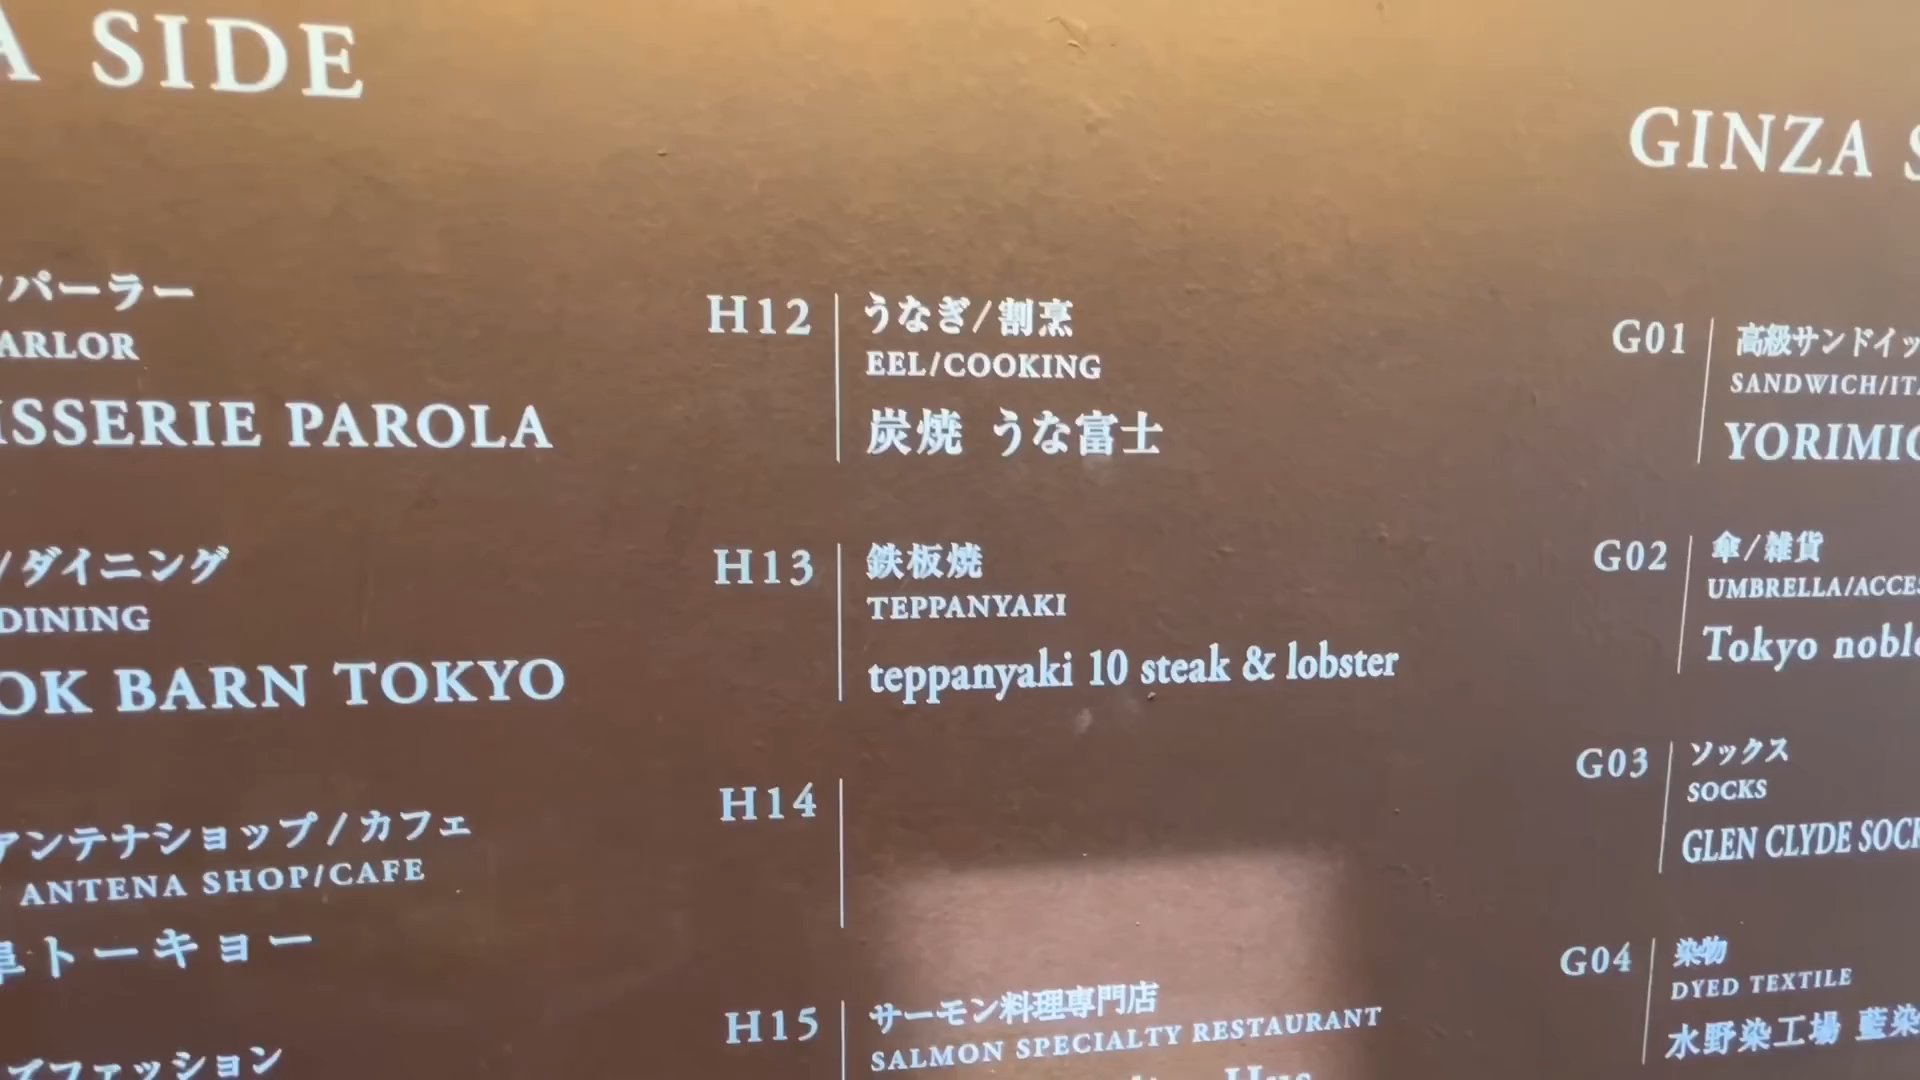 SIDE
パーラー
ARLOR
ISSERIE PAROLA
/ダイニング
DINING
OK BARN TOKYO
アンテナショップ/カフェ
ANTENA SHOP/CAFE
阜トーキョー
ズファッション
H12
うなぎ/割烹
EEL/COOKING
炭焼 うな富士
H13
鉄板焼
TEPPANYAKI
teppanyaki 10 steak & lobster
H14
H15
サーモン料理専門店
SALMON SPECIALTY RESTAURANT
GINZA S
G01
高級サンドイッ
SANDWICH/ITA
YORIMIC
G02
傘/雑貨
UMBRELLA/ACCES
Tokyo noble
G03
ソックス
SOCKS
GLEN CLYDE SOCK
G04
染物
DYED TEXTILE
水野染工場 藍染